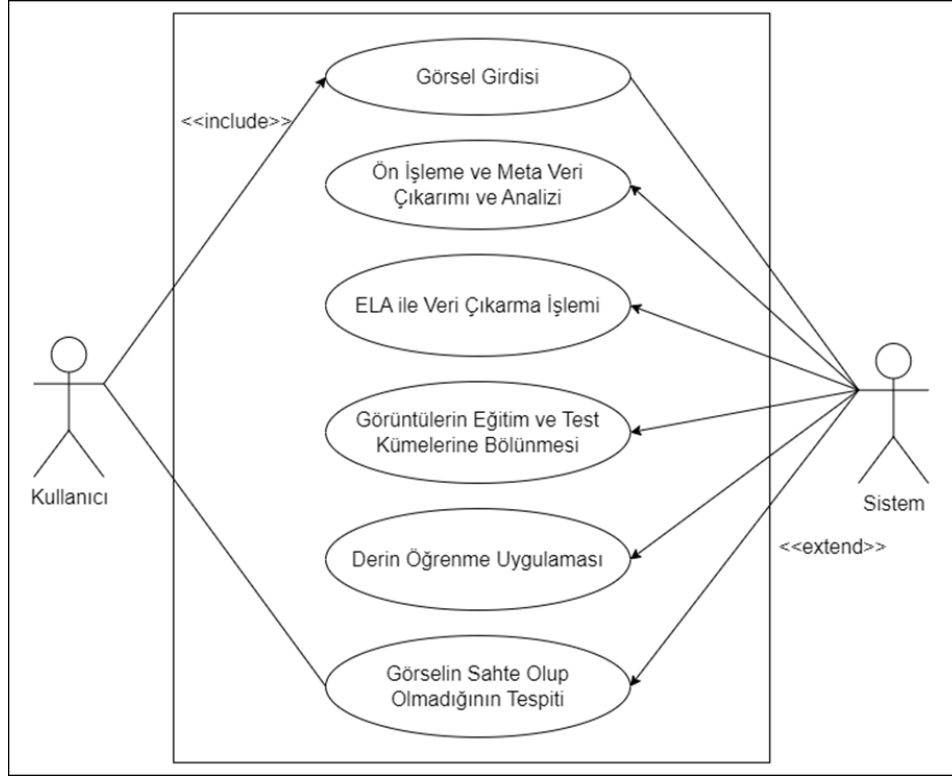 Görsel Girdisi
<<include>>
Ön İşleme ve Meta Veri
Çıkarımı ve Analizi
ELA ile Veri Çıkarma İşlemi
Görüntülerin Eğitim ve Test
Kümelerine Bölünmesi
Kullanıcı
Sistem
<<extend>>
Derin Öğrenme Uygulaması
Görselin Sahte Olup
Olmadığının Tespiti